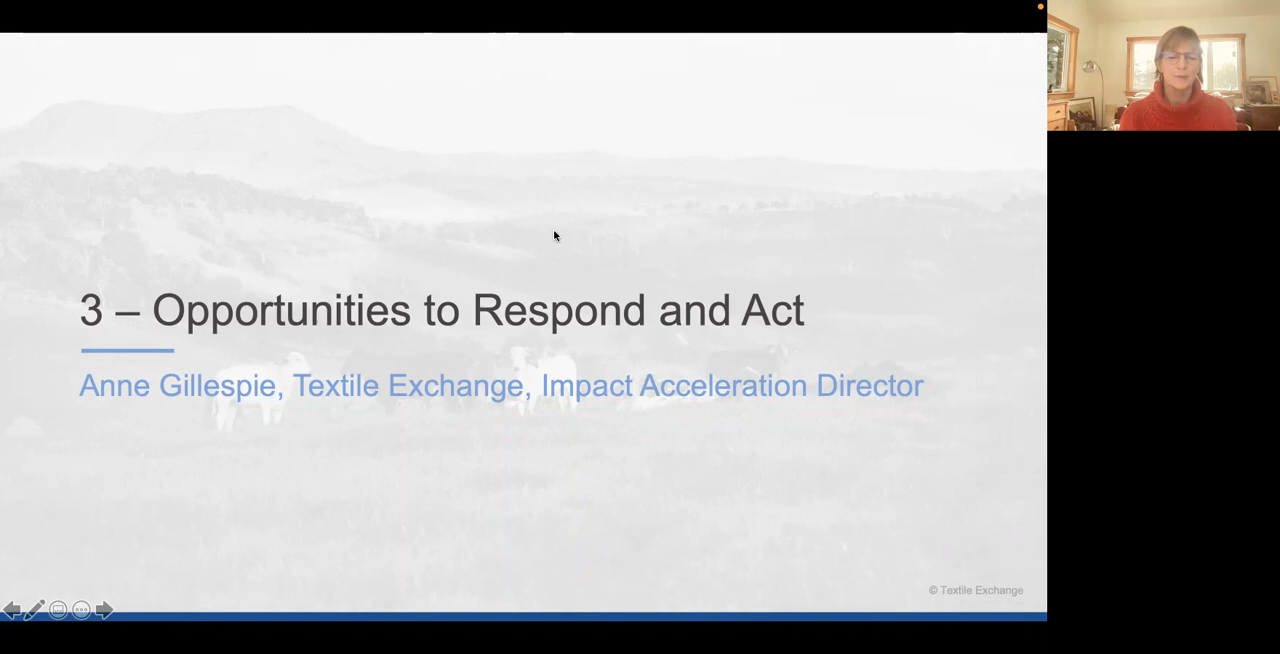 3 – Opportunities to Respond and Act
Anne Gillespie, Textile Exchange, Impact Acceleration Director
© Textile Exchange